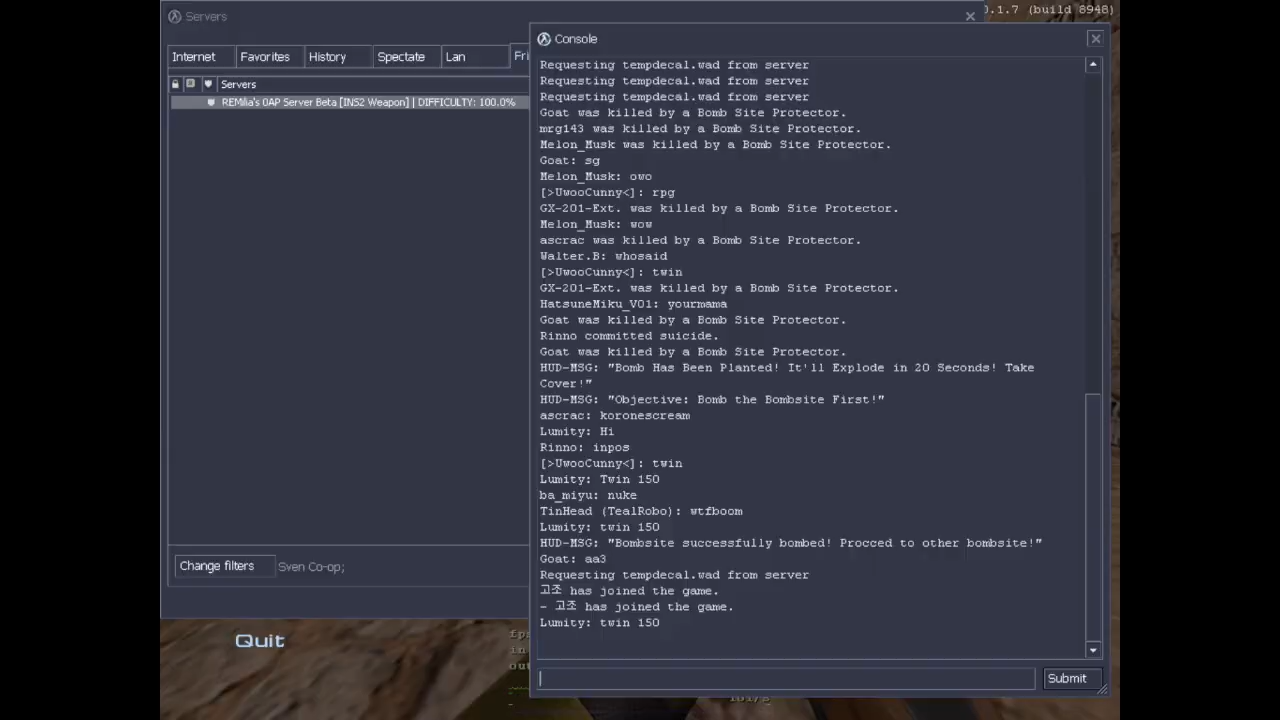 Servers
0.1.7 (build 8948)
Internet
Favorites
History
Spectate
Lan
Fri
Servers
REMilia's 0AP Server Beta [INS2 Weapon] | DIFFICULTY: 100.0%
Change filters
Sven Co-op;
Quit
Console
Requesting tempdecal.wad from server
Requesting tempdecal.wad from server
Requesting tempdecal.wad from server
Goat was killed by a Bomb Site Protector.
mrg143 was killed by a Bomb Site Protector.
Melon_Musk was killed by a Bomb Site Protector.
Goat: sg
Melon_Musk: owo
[>UwooCunny<]: rpg
GX-201-Ext. was killed by a Bomb Site Protector.
Melon_Musk: wow
ascrac was killed by a Bomb Site Protector.
Walter.B: whosaid
[>UwooCunny<]: twin
GX-201-Ext. was killed by a Bomb Site Protector.
HatsuneMiku_V01: yourmama
Goat was killed by a Bomb Site Protector.
Rinno committed suicide.
Goat was killed by a Bomb Site Protector.
HUD-MSG: "Bomb Has Been Planted! It'll Explode in 20 Seconds! Take
Cover!"
HUD-MSG: "Objective: Bomb the Bombsite First!"
ascrac: koronescream
Lumity: Hi
Rinno: inpos
[>UwooCunny<]: twin
Lumity: Twin 150
ba_miyu: nuke
TinHead (TealRobo): wtfboom
Lumity: twin 150
HUD-MSG: "Bombsite successfully bombed! Procced to other bombsite!"
Goat: aa3
Requesting tempdecal.wad from server
고조 has joined the game.
- 고조 has joined the game.
Lumity: twin 150
Submit
fps
in
out